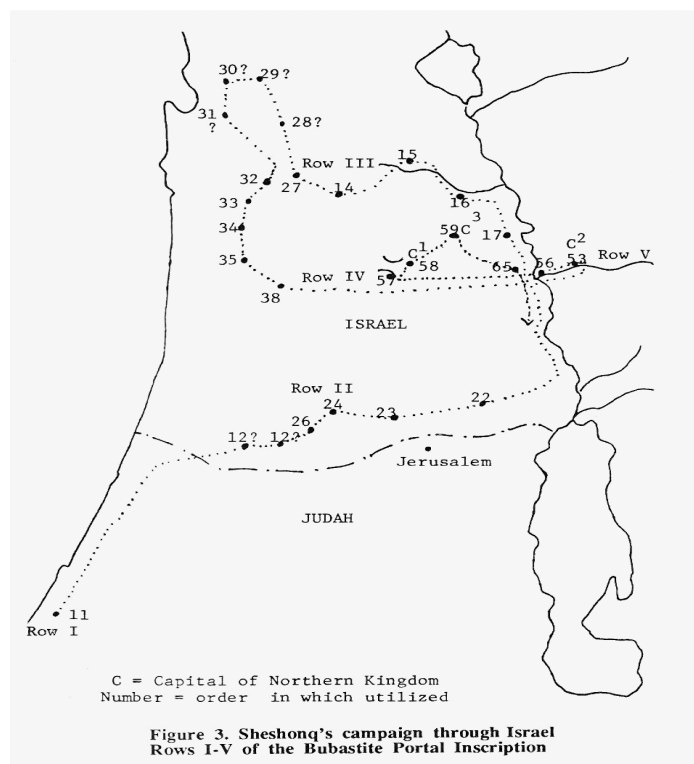 30? 29?
31
?
28?
Row III
15
32
27
14
16
33
3
34
59C
17
C1
C2
Row V
35
Row IV
58
65
56
53
57
38
ISRAEL
Row II
24
22
23
26
12? 12?
Jerusalem
JUDAH
11
Row I
C = Capital of Northern Kingdom
Number = order in which utilized
Figure 3. Sheshonq's campaign through Israel
Rows I-V of the Bubastite Portal Inscription